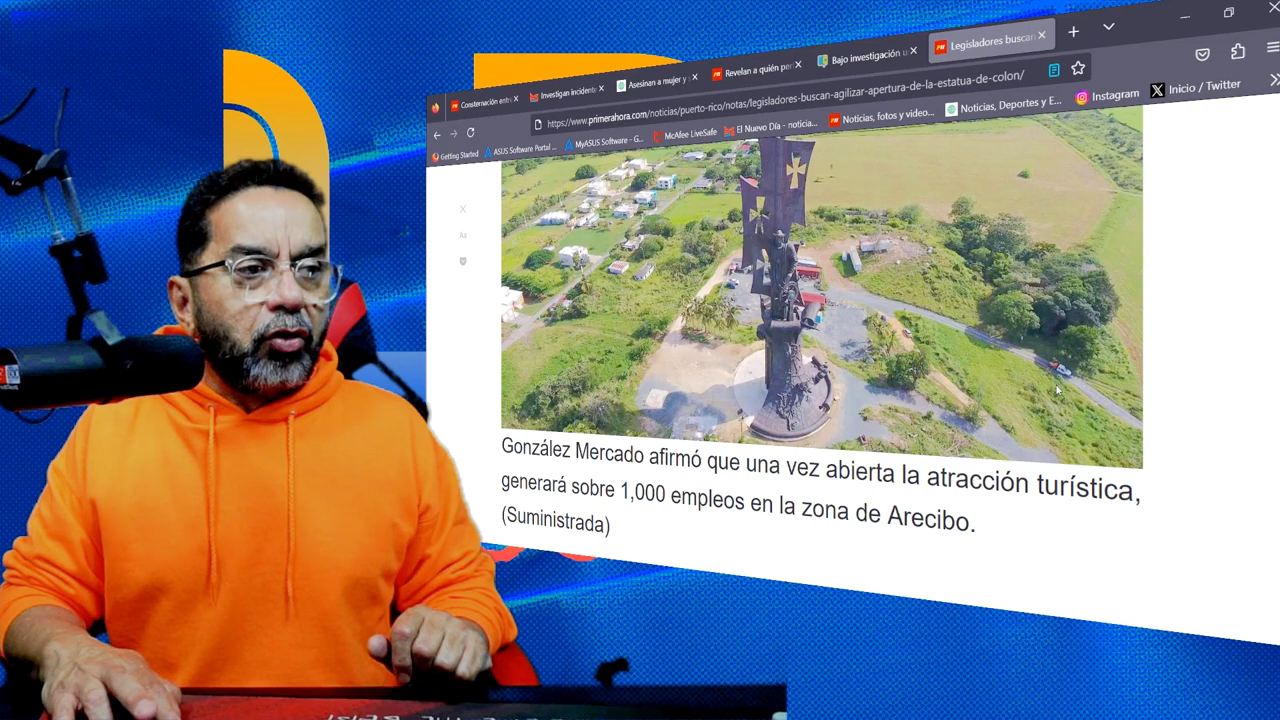 Consternación entr
Investigan incidente
Asesinan a mujer y s
Revelan a quién per
Bajo investigación u
Legisladores buscan
https://www.primerahora.com/noticias/puerto-rico/notas/legisladores-buscan-agilizar-apertura-de-la-estatua-de-colon/
Getting Started
ASUS Software Portal ...
MyASUS Software - G...
McAfee LiveSafe
El Nuevo Día - noticia...
Noticias, fotos y video...
Noticias, Deportes y E...
Instagram
Inicio / Twitter
González Mercado afirmó que una vez abierta la atracción turística,
generará sobre 1,000 empleos en la zona de Arecibo.
(Suministrada)